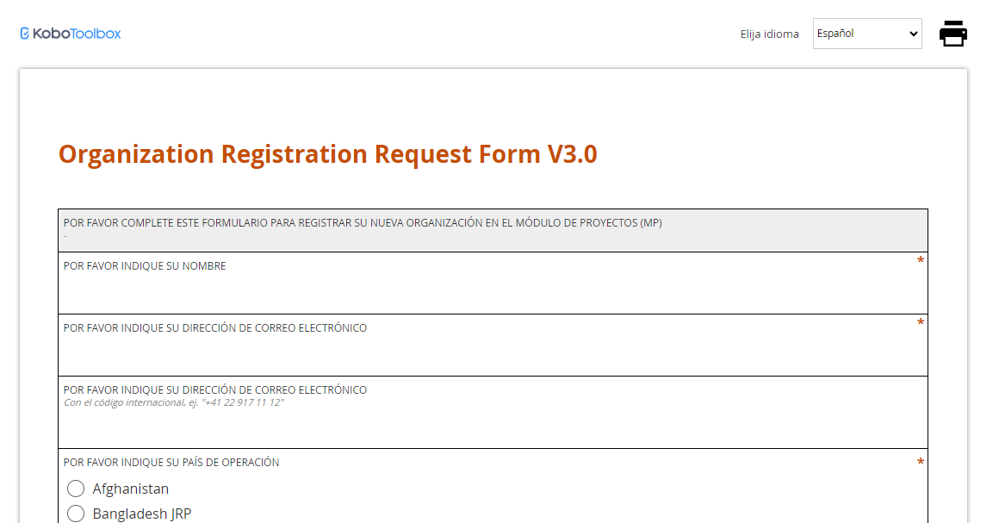 KoboToolbox
Elija idioma
Español
Organization Registration Request Form V3.0
POR FAVOR COMPLETE ESTE FORMULARIO PARA REGISTRAR SU NUEVA ORGANIZACIÓN EN EL MÓDULO DE PROYECTOS (MP)
-
POR FAVOR INDIQUE SU NOMBRE *
POR FAVOR INDIQUE SU DIRECCIÓN DE CORREO ELECTRÓNICO *
POR FAVOR INDIQUE SU DIRECCIÓN DE CORREO ELECTRÓNICO
Con el código internacional, ej. "+41 22 917 11 12"
POR FAVOR INDIQUE SU PAÍS DE OPERACIÓN *
Afghanistan
Bangladesh JRP